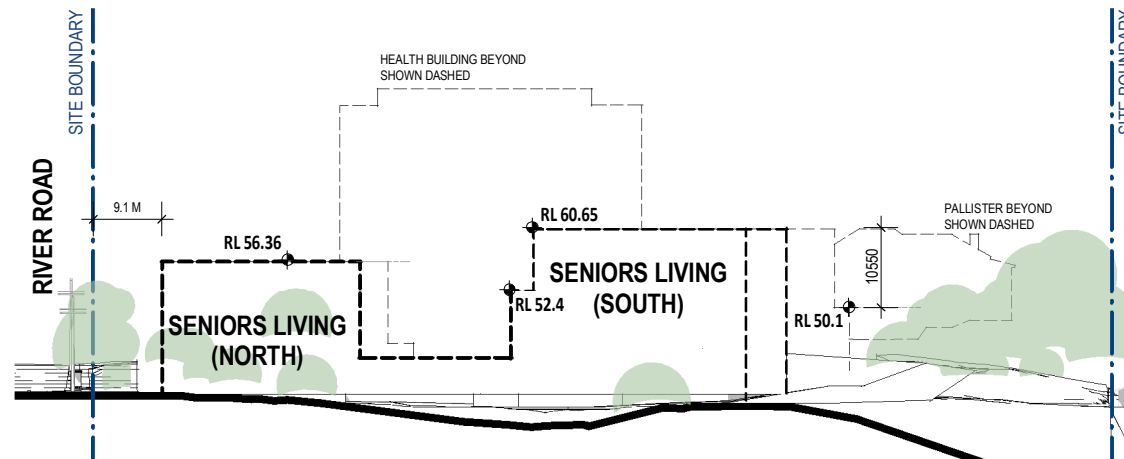 SITE BOUNDARY
RIVER ROAD
9.1 M
HEALTH BUILDING BEYOND
SHOWN DASHED
RL 56.36
SENIORS LIVING
(NORTH)
RL 60.65
RL 52.4
SENIORS LIVING
(SOUTH)
RL 50.1
10550
PALLISTER BEYOND
SHOWN DASHED
SITE BOUNDARY